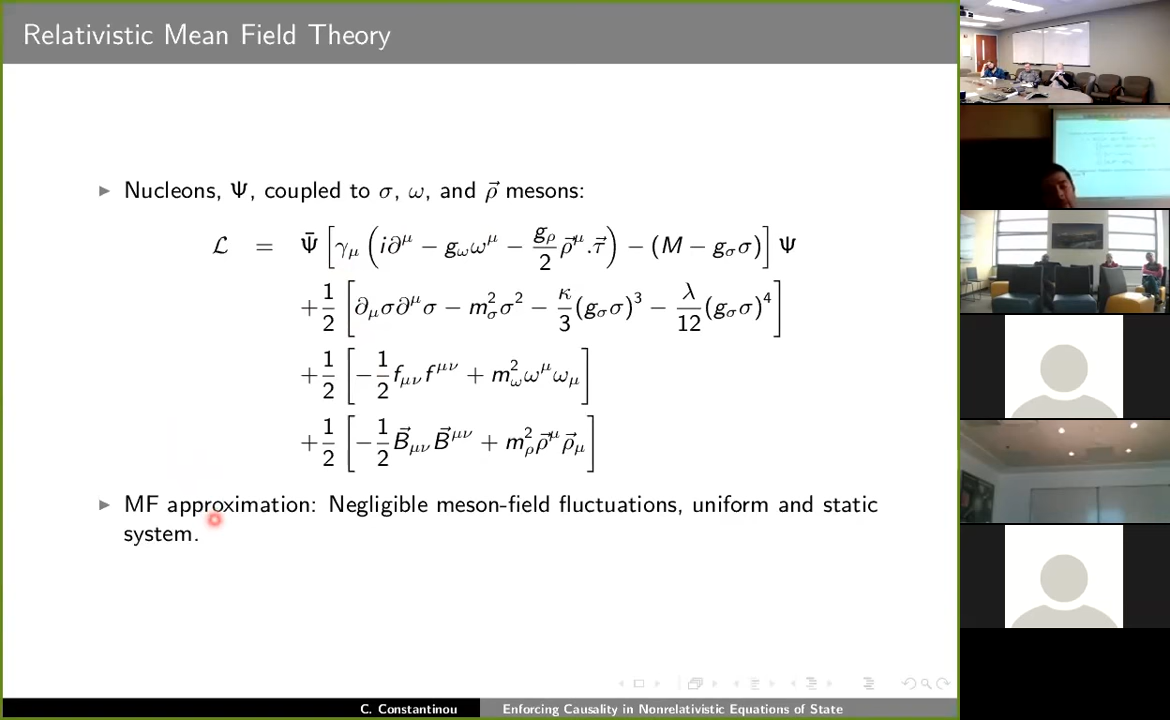 Relativistic Mean Field Theory
▶ Nucleons, Ψ, coupled to σ, ω, and ρ⃗ mesons:
ℒ = Ψ̄ [γ_μ (i∂^μ − g_ω ω^μ − g_ρ/2 ρ⃗^μ.τ⃗) − (M − g_σ σ)] Ψ
+1/2 [∂_μ σ∂^μ σ − m_σ^2 σ^2 − κ/3 (g_σ σ)^3 − λ/12 (g_σ σ)^4]
+1/2 [−1/2 f_μν f^μν + m_ω^2 ω^μ ω_μ]
+1/2 [−1/2 B⃗_μν B⃗^μν + m_ρ^2 ρ⃗^μ ρ⃗_μ]
▶ MF approximation: Negligible meson-field fluctuations, uniform and static
system.
C. Constantinou Enforcing Causality in Nonrelativistic Equations of State